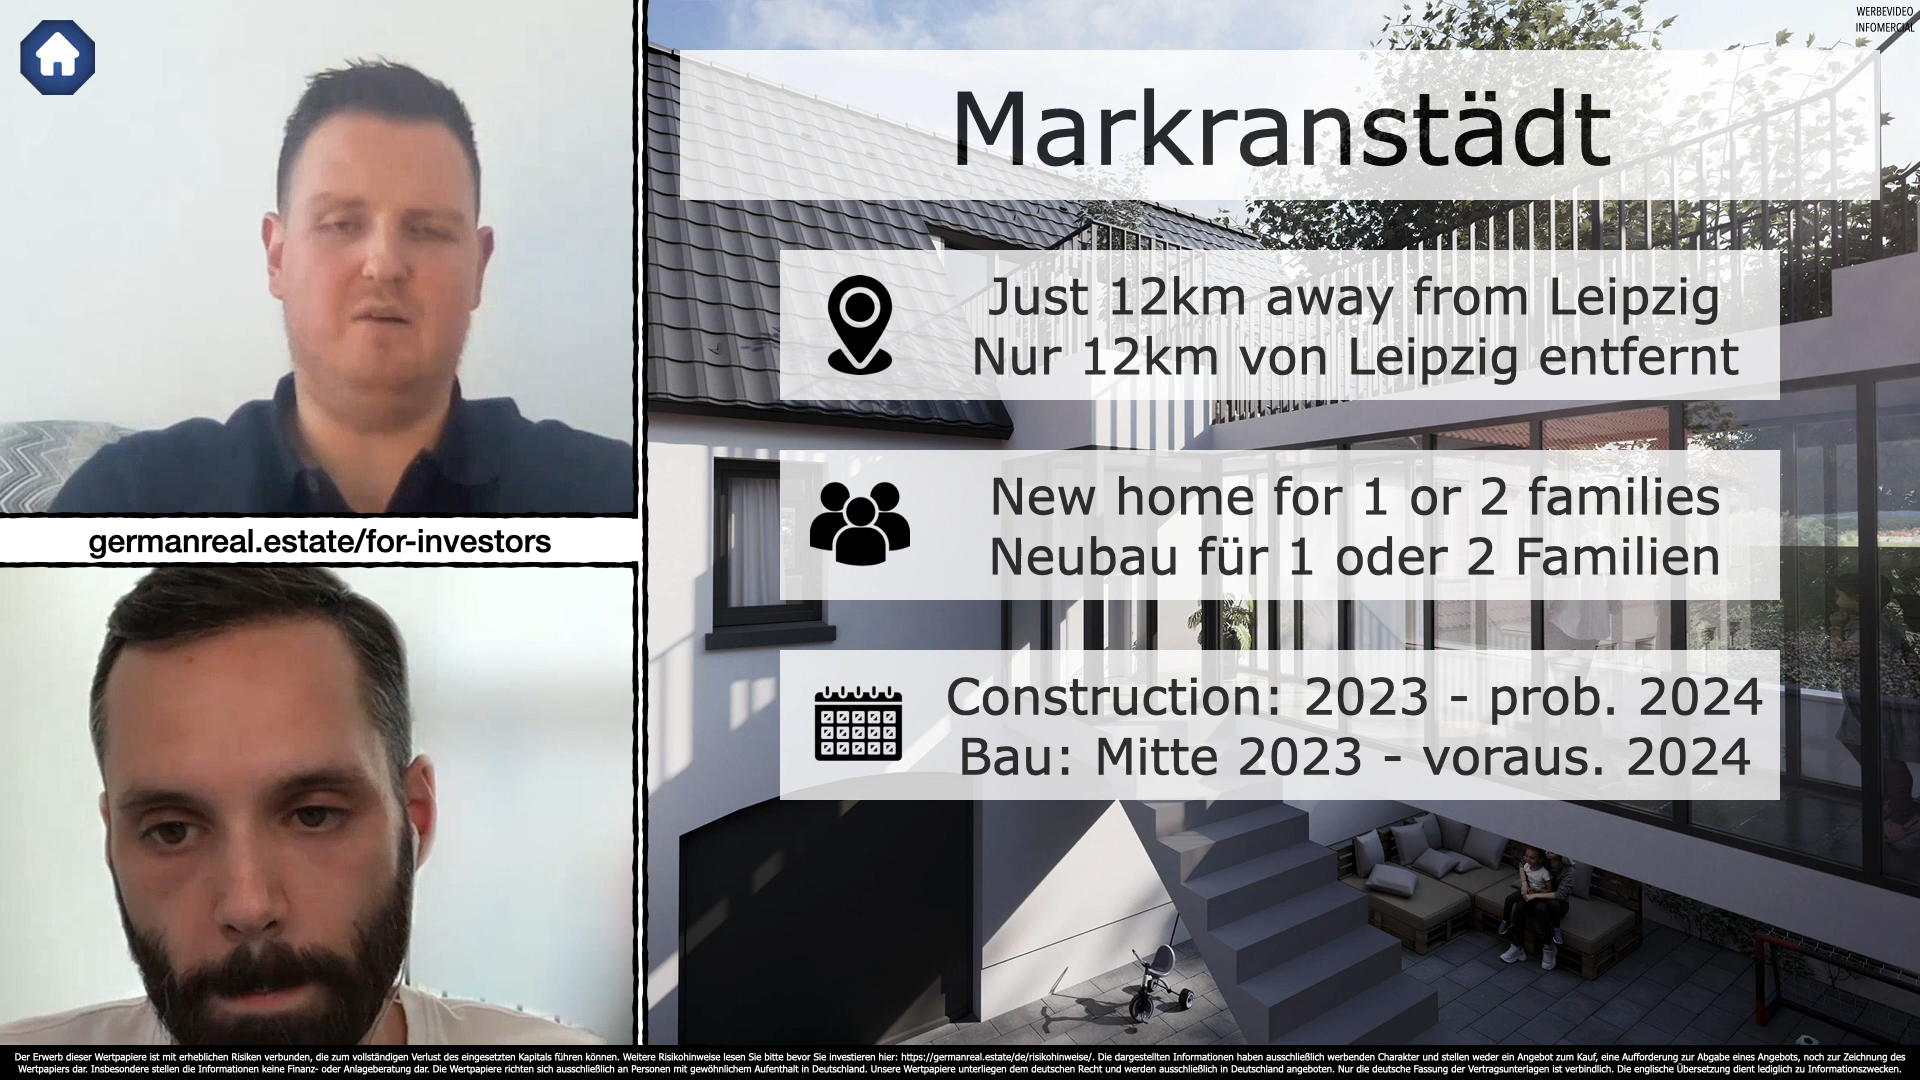 WERBEVIDEO
INFOMERCIAL
Markranstädt
Just 12km away from Leipzig
Nur 12km von Leipzig entfernt
New home for 1 or 2 families
Neubau für 1 oder 2 Familien
Construction: 2023 - prob. 2024
Bau: Mitte 2023 - voraus. 2024
germanreal.estate/for-investors
Der Erwerb dieser Wertpapiere ist mit erheblichen Risiken verbunden, die zum vollständigen Verlust des eingesetzten Kapitals führen können. Weitere Risikohinweise lesen Sie bitte bevor Sie investieren hier: https://germanreal.estate/de/risikohinweise/. Die dargestellten Informationen haben ausschließlich werbenden Charakter und stellen weder ein Angebot zum Kauf, eine Aufforderung zur Abgabe eines Angebots, noch zur Zeichnung des
Wertpapiers dar. Insbesondere stellen die Informationen keine Finanz- oder Anlageberatung dar. Die Wertpapiere richten sich ausschließlich an Personen mit gewöhnlichem Aufenthalt in Deutschland. Unsere Wertpapiere unterliegen dem deutschen Recht und werden ausschließlich in Deutschland angeboten. Nur die deutsche Fassung der Vertragsunterlagen ist verbindlich. Die englische Übersetzung dient lediglich zu Informationszwecken.